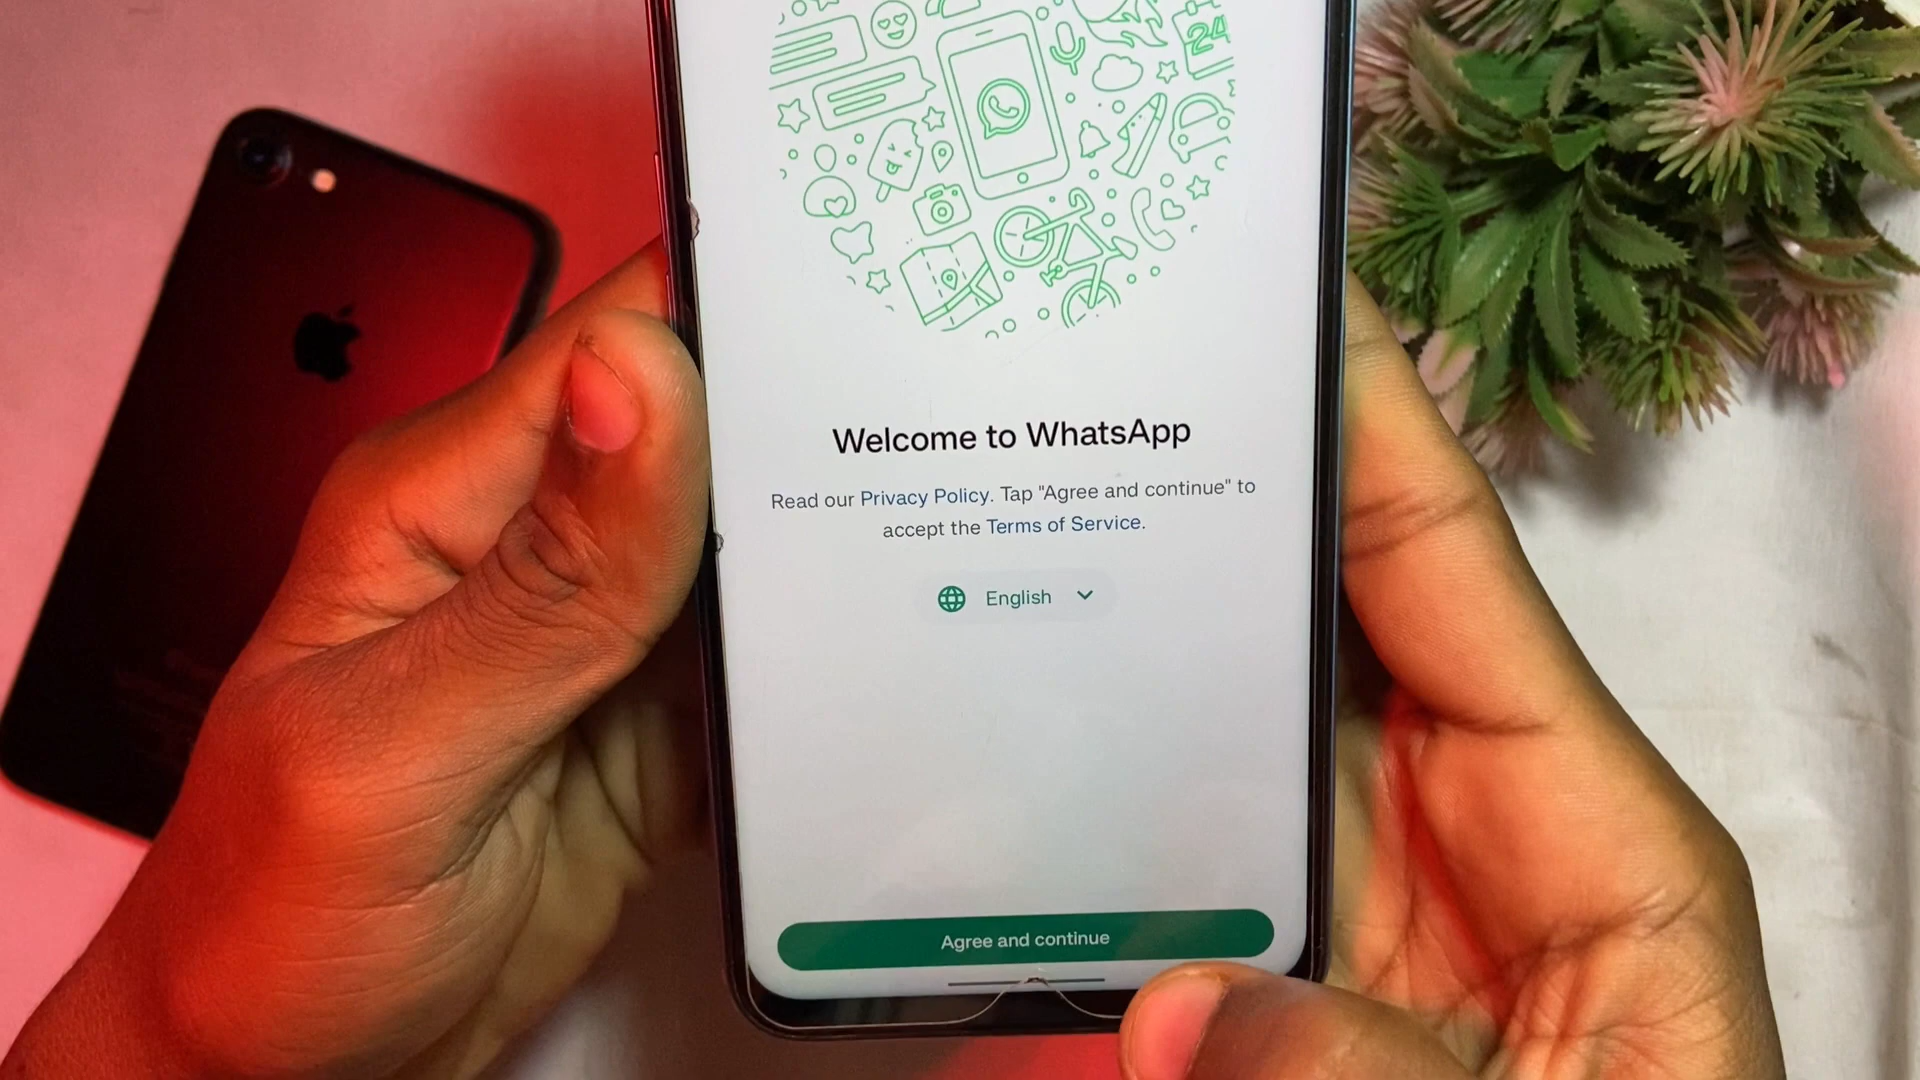 24
Welcome to WhatsApp
Read our Privacy Policy. Tap "Agree and continue" to
accept the Terms of Service.
English
Agree and continue